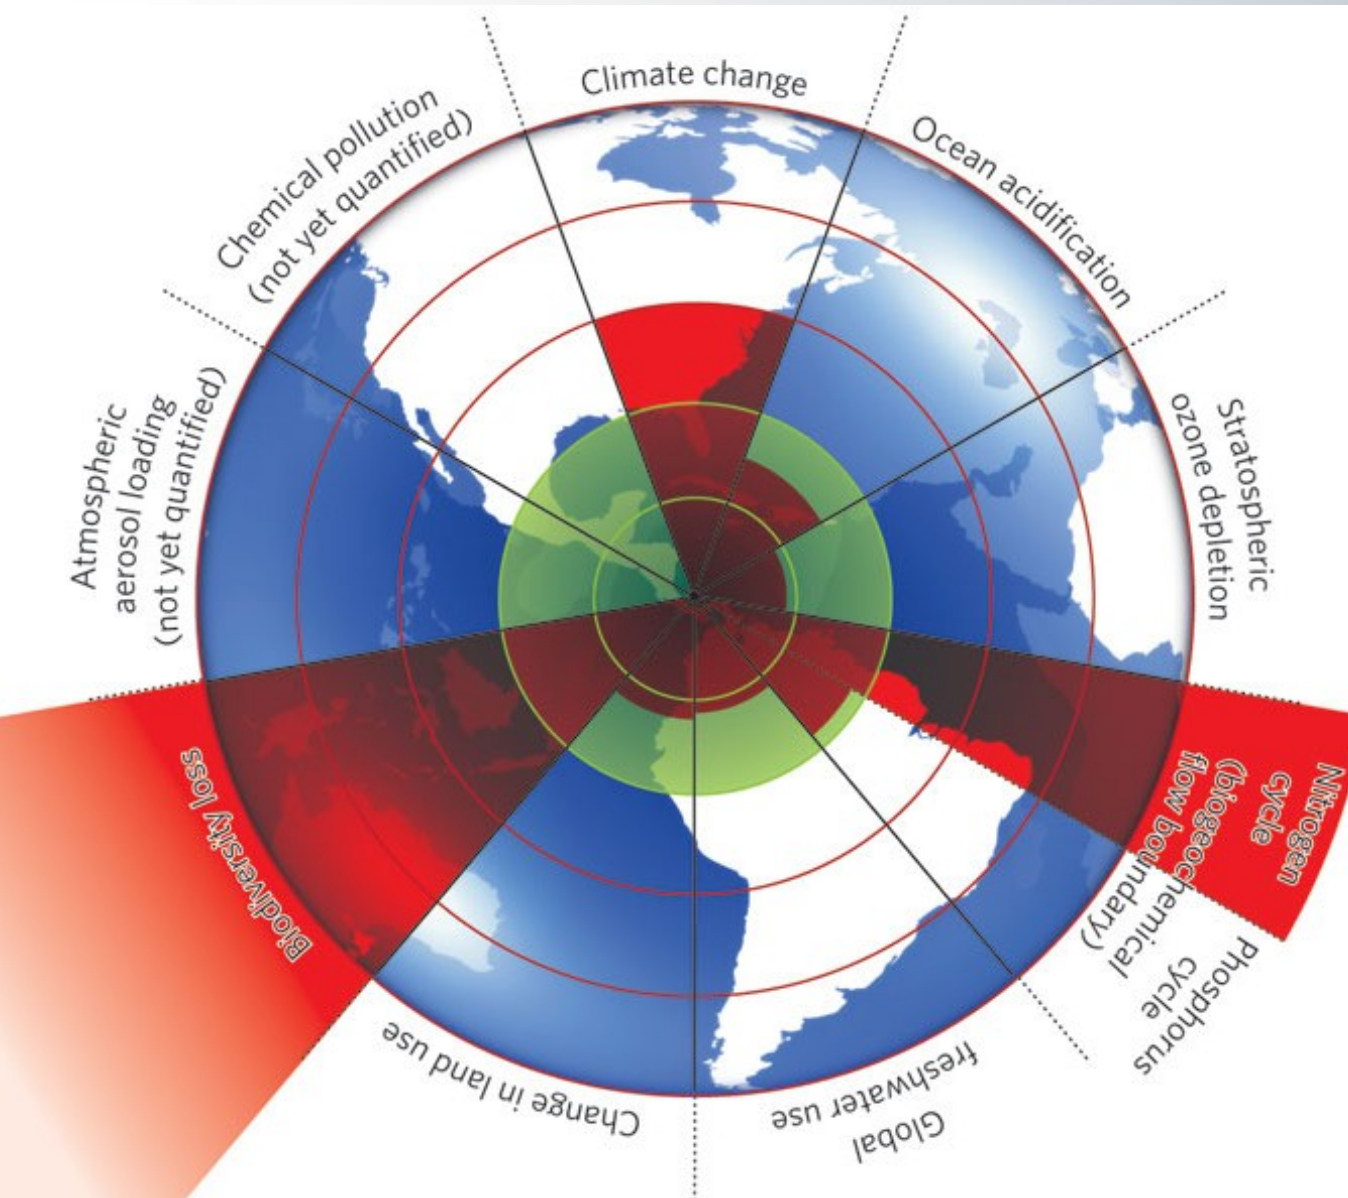 Climate change
Ocean acidification
Stratospheric
ozone depletion
Nitrogen
cycle
(biogeochemical
flow boundary)
Phosphorus
cycle
Global
freshwater use
Change in land use
Biodiversity loss
Atmospheric
aerosol loading
(not yet quantified)
Chemical pollution
(not yet quantified)